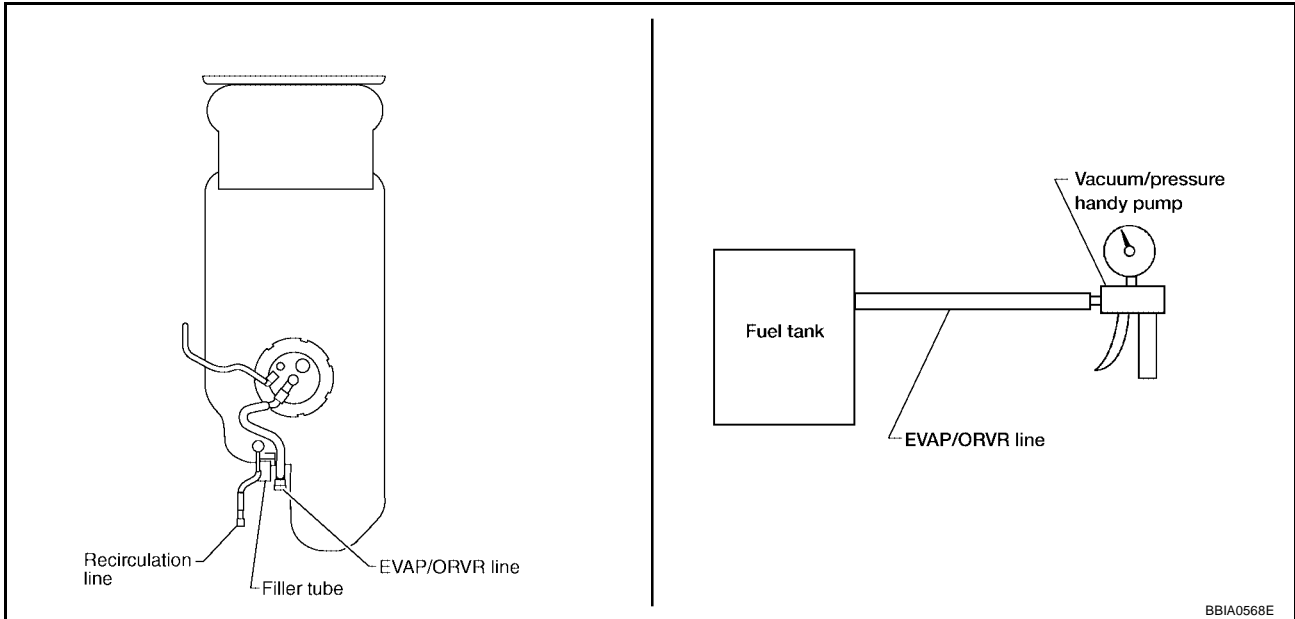 Recirculation
line
Filler tube
EVAP/ORVR line
Vacuum/pressure
handy pump
Fuel tank
EVAP/ORVR line
BBIA0568E